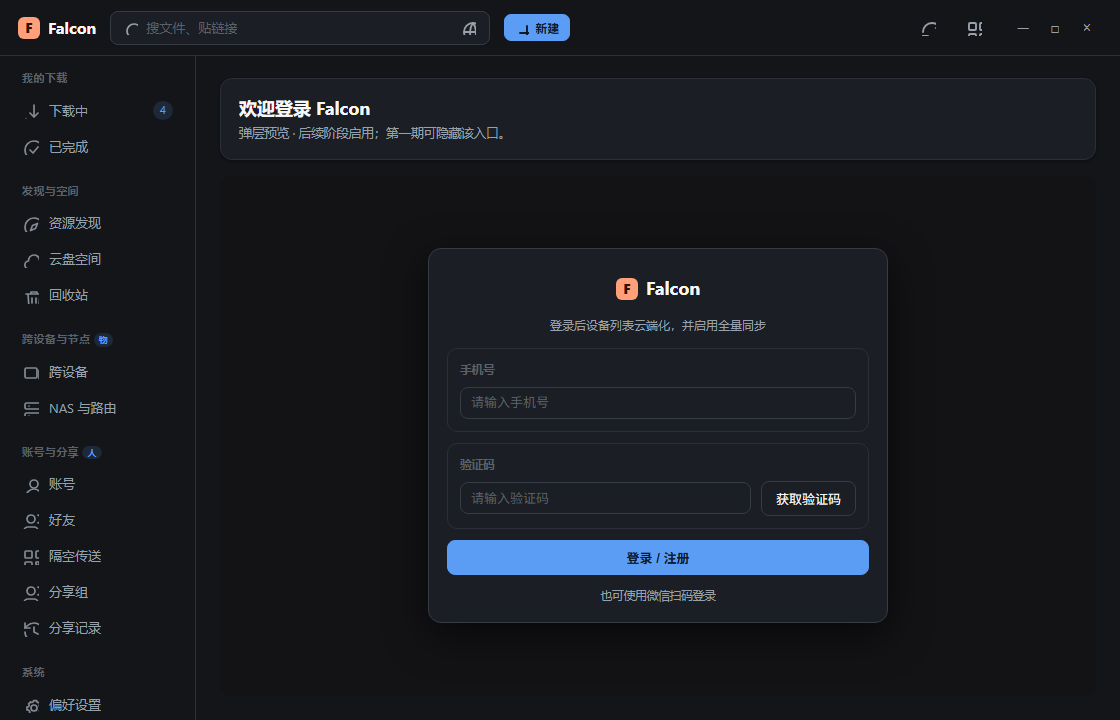 F Falcon
搜文件、贴链接
新建
我的下载
下载中 4
已完成
发现与空间
资源发现
云盘空间
回收站
跨设备与节点 物
跨设备
NAS 与路由
账号与分享 人
账号
好友
隔空传送
分享组
分享记录
系统
偏好设置
欢迎登录 Falcon
弹层预览 · 后续阶段启用；第一期可隐藏该入口。
F Falcon
登录后设备列表云端化，并启用全量同步
手机号
请输入手机号
验证码
请输入验证码
获取验证码
登录 / 注册
也可使用微信扫码登录